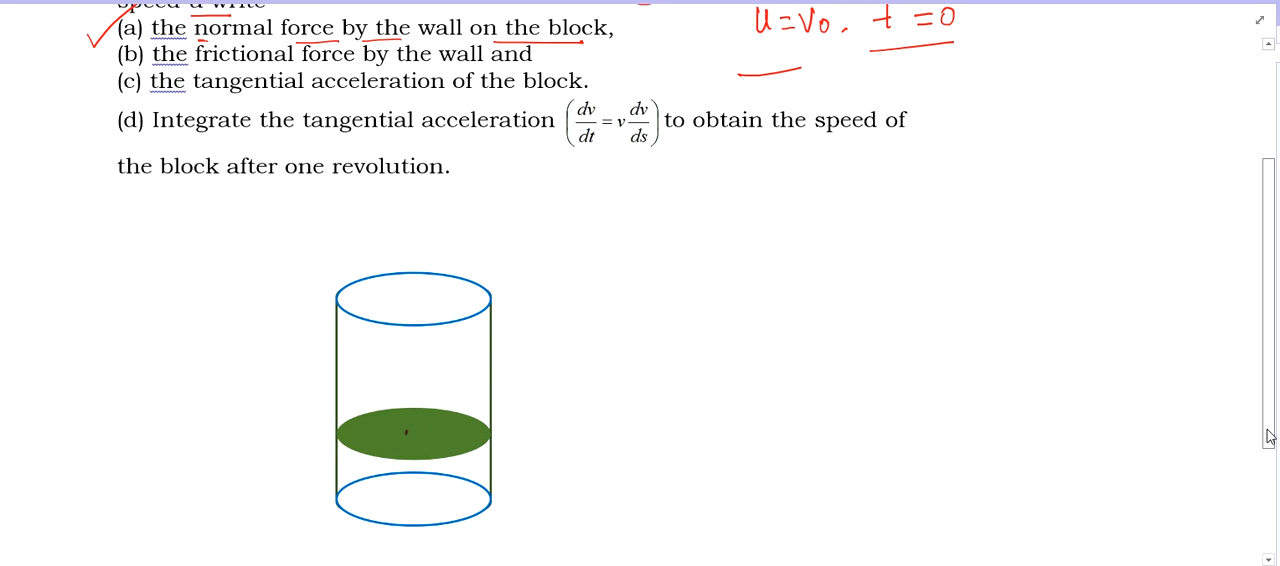 speed u write
(a) the normal force by the wall on the block,
u=v₀. t=0
(b) the frictional force by the wall and
(c) the tangential acceleration of the block.
(d) Integrate the tangential acceleration (dv/dt = v dv/ds) to obtain the speed of
the block after one revolution.